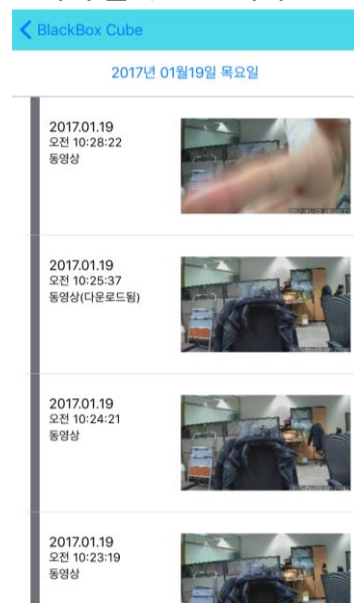 BlackBox Cube
2017년 01월19일 목요일
2017.01.19
오전 10:28:22
동영상
2017.01.19
오전 10:25:37
동영상(다운로드됨)
2017.01.19
오전 10:24:21
동영상
2017.01.19
오전 10:23:19
동영상